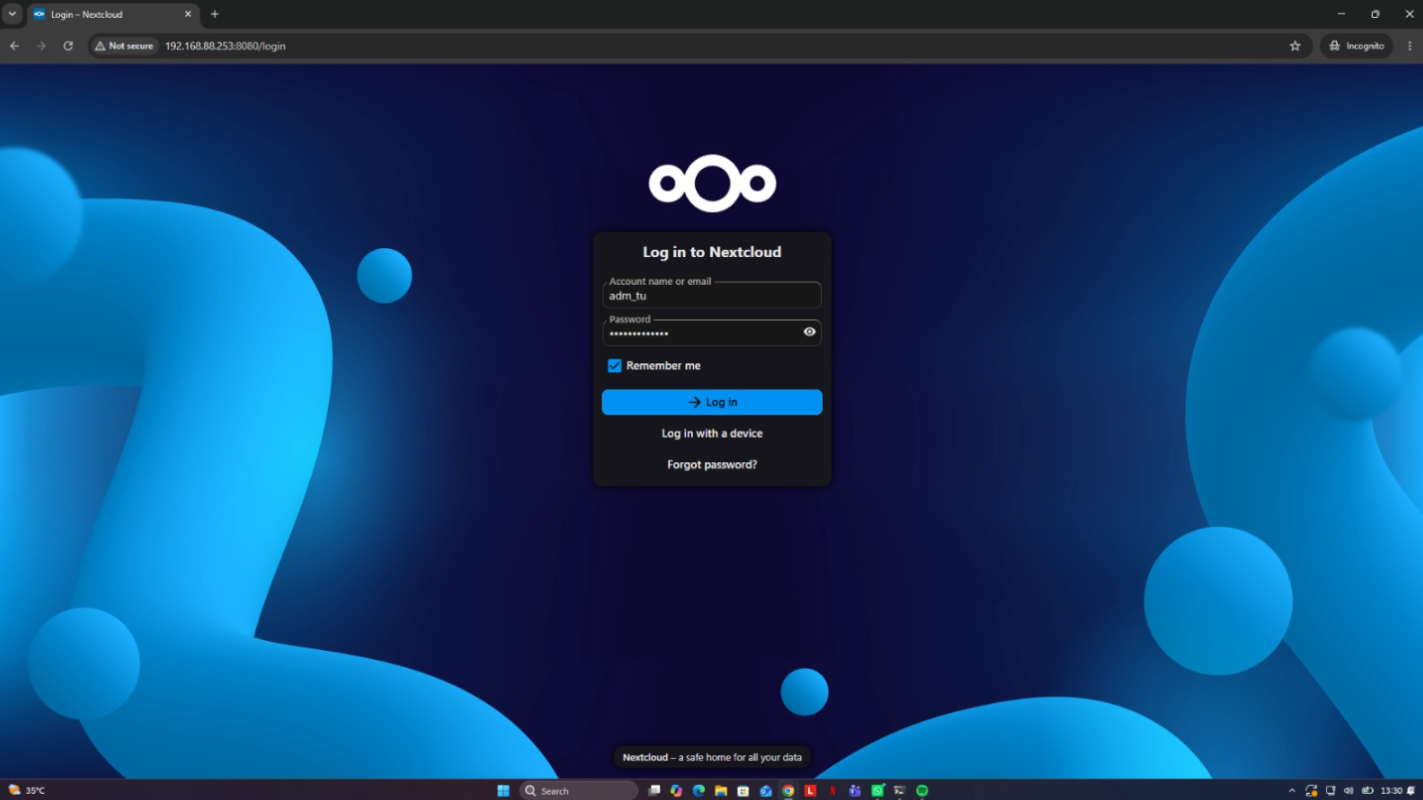 Login – Nextcloud
Not secure
192.168.88.253:8080/login
Incognito
Log in to Nextcloud
Account name or email
adm_tu
Password
•••••••••••••
Remember me
Log in
Log in with a device
Forgot password?
Nextcloud – a safe home for all your data
35°C
Search
L
N
13:30